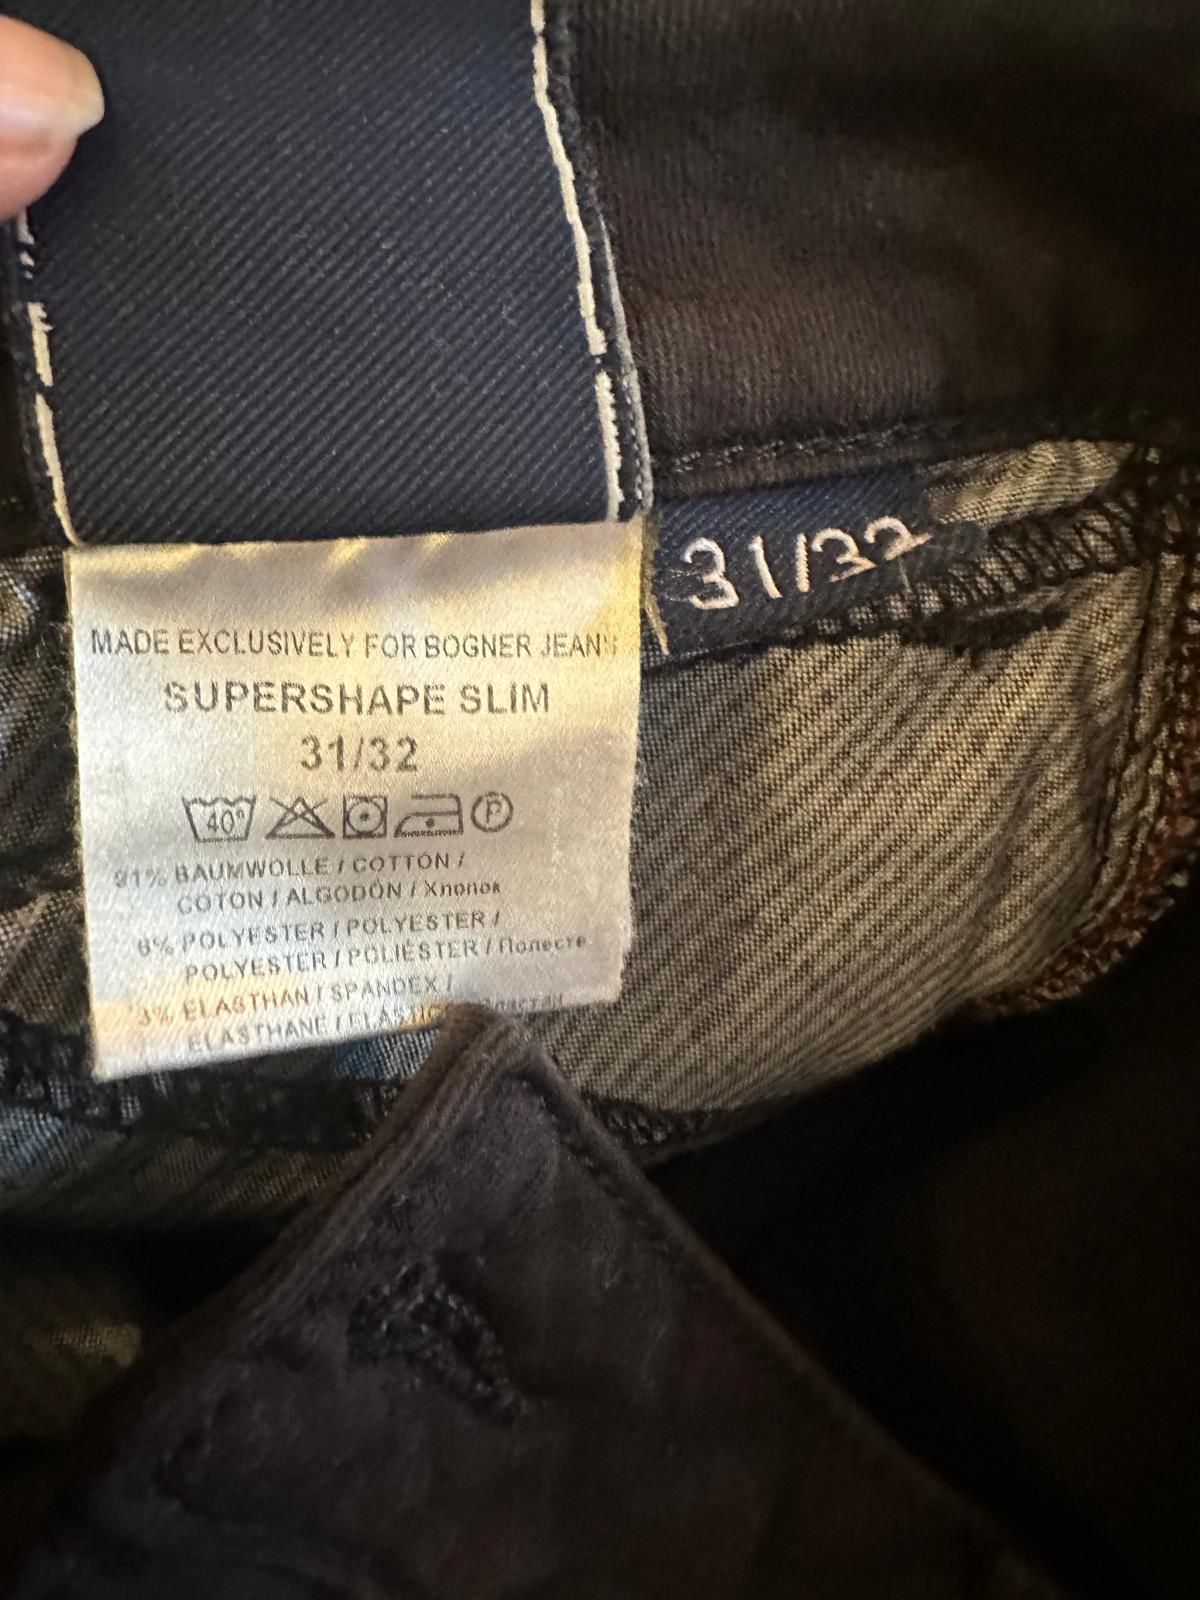 31/32
MADE EXCLUSIVELY FOR BOGNER JEANS
SUPERSHAPE SLIM
31/32
40° P
91% BAUMWOLLE / COTTON /
COTON / ALGODÓN / Хлопок
6% POLYESTER / POLYESTER /
POLYESTER / POLIÉSTER / Полиэстe
3% ELASTHAN / SPANDEX /
ELASTHANE /